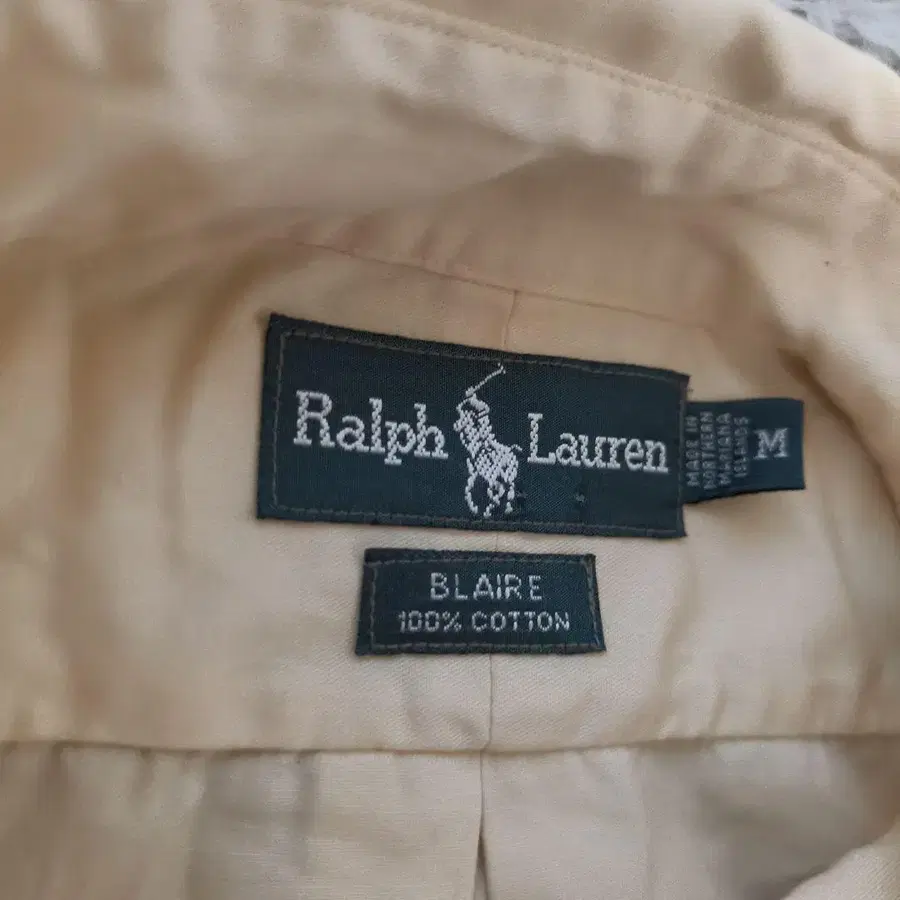 Ralph Lauren
MADE IN
NORTHERN
MARIANA
ISLANDS
M
BLAIRE
100% COTTON